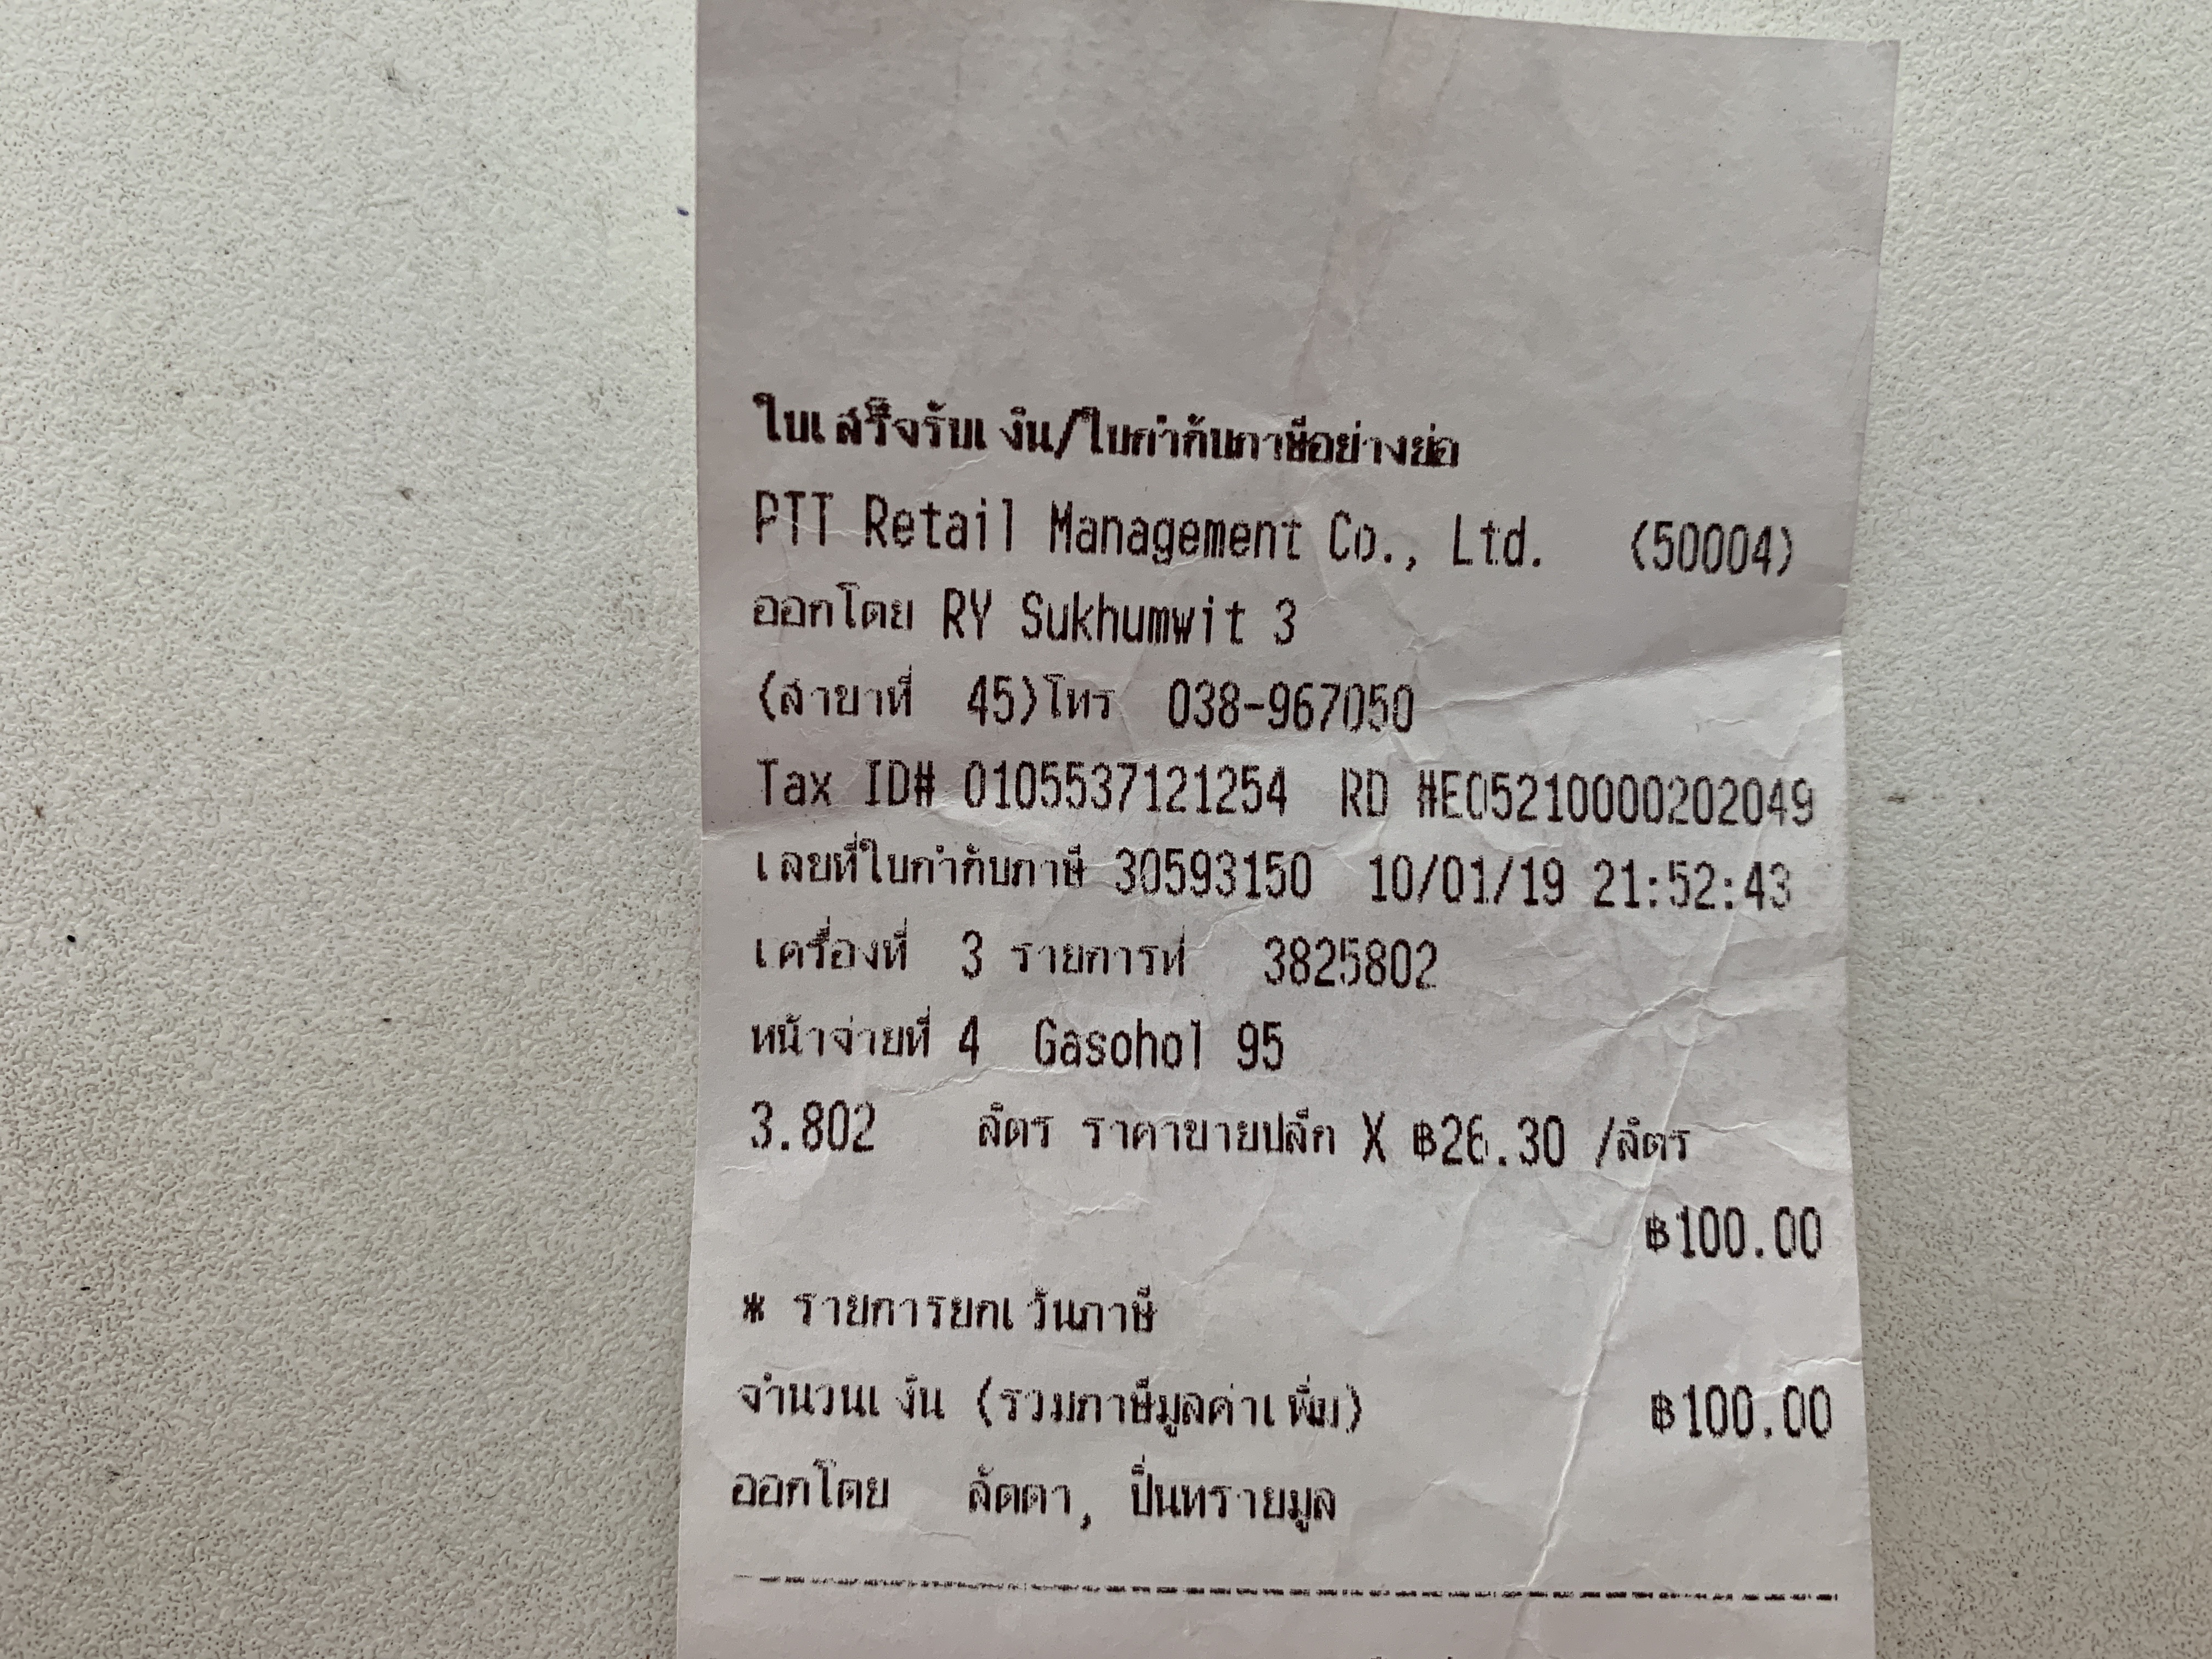 ใบเสร็จรับเงิน/ใบกำกับภาษีอย่างย่อ
PTT Retail Management Co., Ltd. (50004)
ออกโดย RY Sukhumwit 3
(สาขาที่ 45)โทร 038-967050
Tax ID# 0105537121254 RD #E05210000202049
เลขที่ใบกำกับภาษี 30593150 10/01/19 21:52:43
เครื่องที่ 3 รายการที่ 3825802
หน้าจ่ายที่ 4 Gasohol 95
3.802 ลิตร ราคาขายปลีก X ฿26.30 /ลิตร
฿100.00
* รายการยกเว้นภาษี
จำนวนเงิน (รวมภาษีมูลค่าเพิ่ม) ฿100.00
ออกโดย ลัดดา, ปิ่นทรายมูล